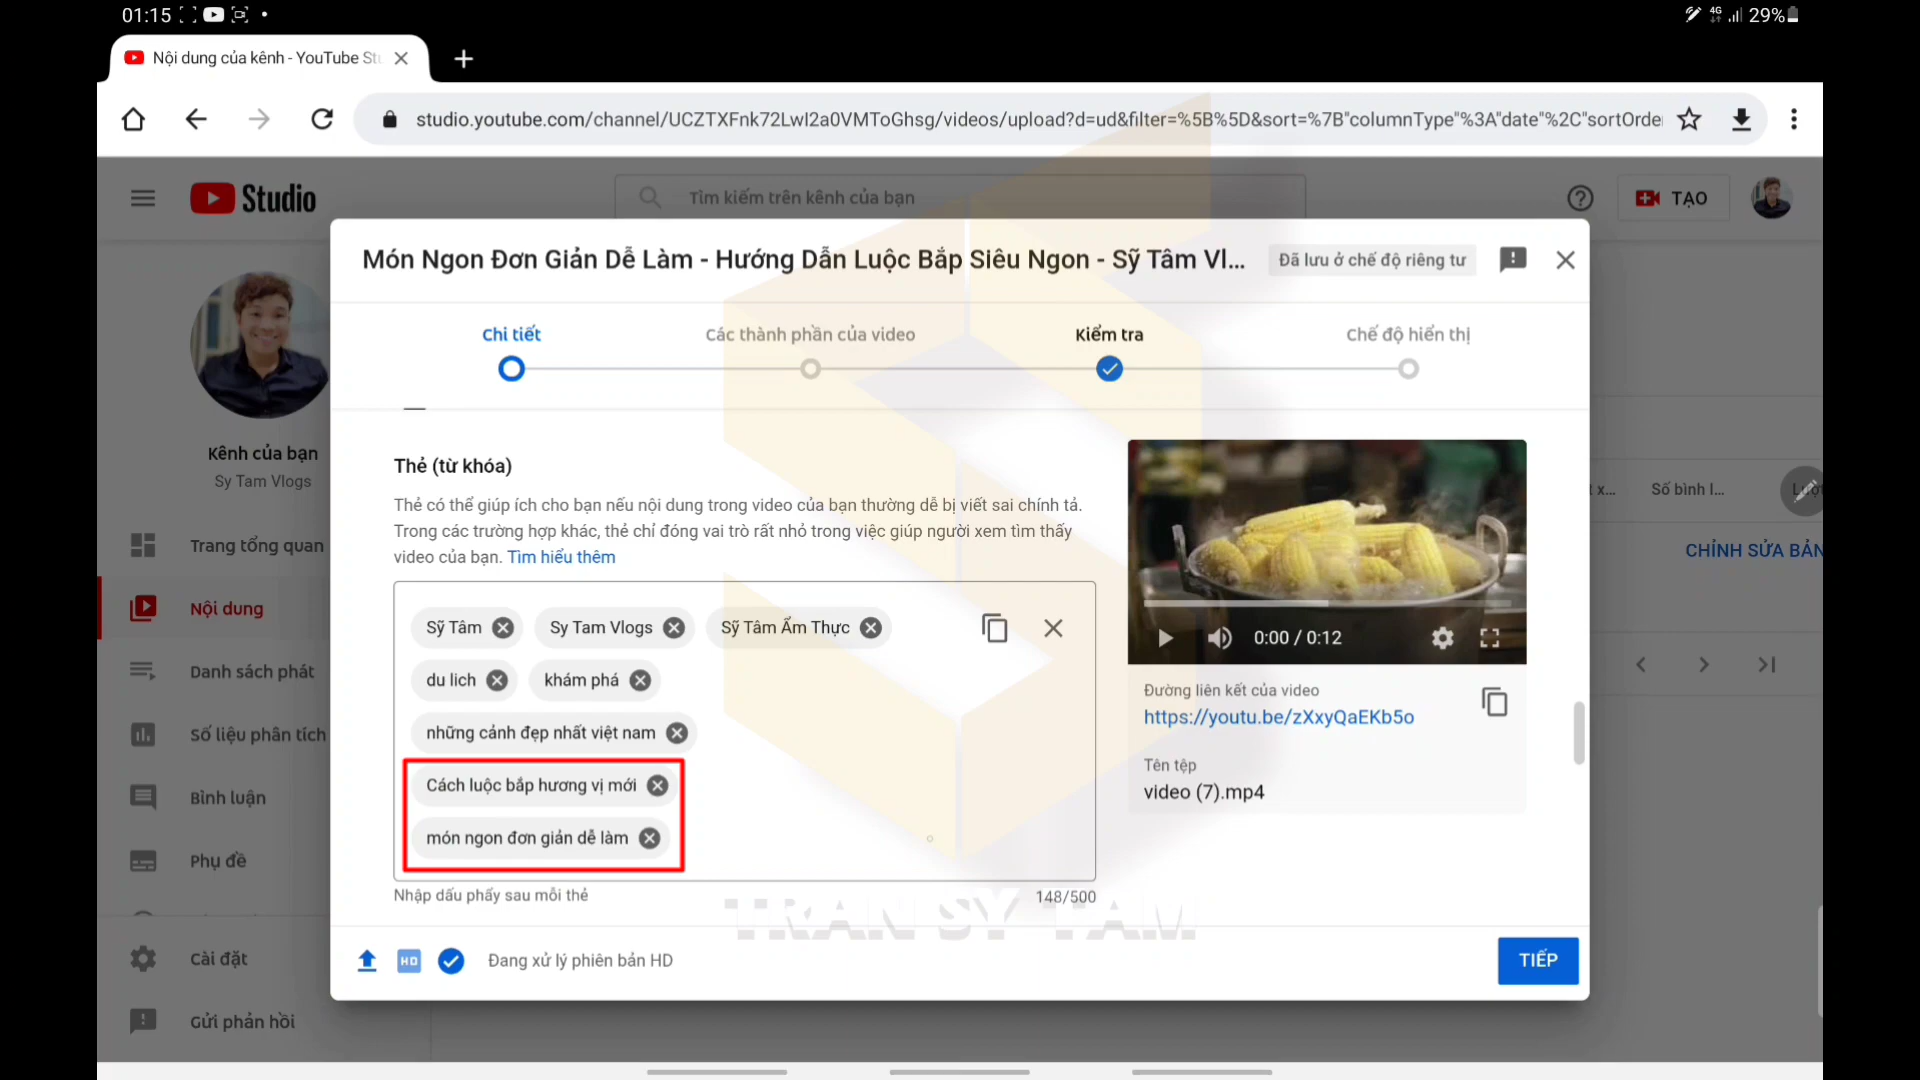 01:15
4G 29%
Nội dung của kênh - YouTube Stu
studio.youtube.com/channel/UCZTXFnk72LwI2a0VMToGhsg/videos/upload?d=ud&filter=%5B%5D&sort=%7B"columnType"%3A"date"%2C"sortOrde
Studio
Tìm kiếm trên kênh của bạn
TẠO
Món Ngon Đơn Giản Dễ Làm - Hướng Dẫn Luộc Bắp Siêu Ngon - Sỹ Tâm Vl...
Đã lưu ở chế độ riêng tư
Chi tiết
Các thành phần của video
Kiểm tra
Chế độ hiển thị
Kênh của bạn
Sy Tam Vlogs
Trang tổng quan
Nội dung
Danh sách phát
Số liệu phân tích
Bình luận
Phụ đề
Cài đặt
Gửi phản hồi
Thẻ (từ khóa)
Thẻ có thể giúp ích cho bạn nếu nội dung trong video của bạn thường dễ bị viết sai chính tả.
Trong các trường hợp khác, thẻ chỉ đóng vai trò rất nhỏ trong việc giúp người xem tìm thấy
video của bạn. Tìm hiểu thêm
Sỹ Tâm
Sy Tam Vlogs
Sỹ Tâm Ẩm Thực
du lich
khám phá
những cảnh đẹp nhất việt nam
Cách luộc bắp hương vị mới
món ngon đơn giản dễ làm
Nhập dấu phẩy sau mỗi thẻ
148/500
0:00 / 0:12
Đường liên kết của video
https://youtu.be/zXxyQaEKb5o
Tên tệp
video (7).mp4
t x...
Số bình l...
CHỈNH SỬA BẢN
TRAN SY TAM
HD
Đang xử lý phiên bản HD
TIẾP